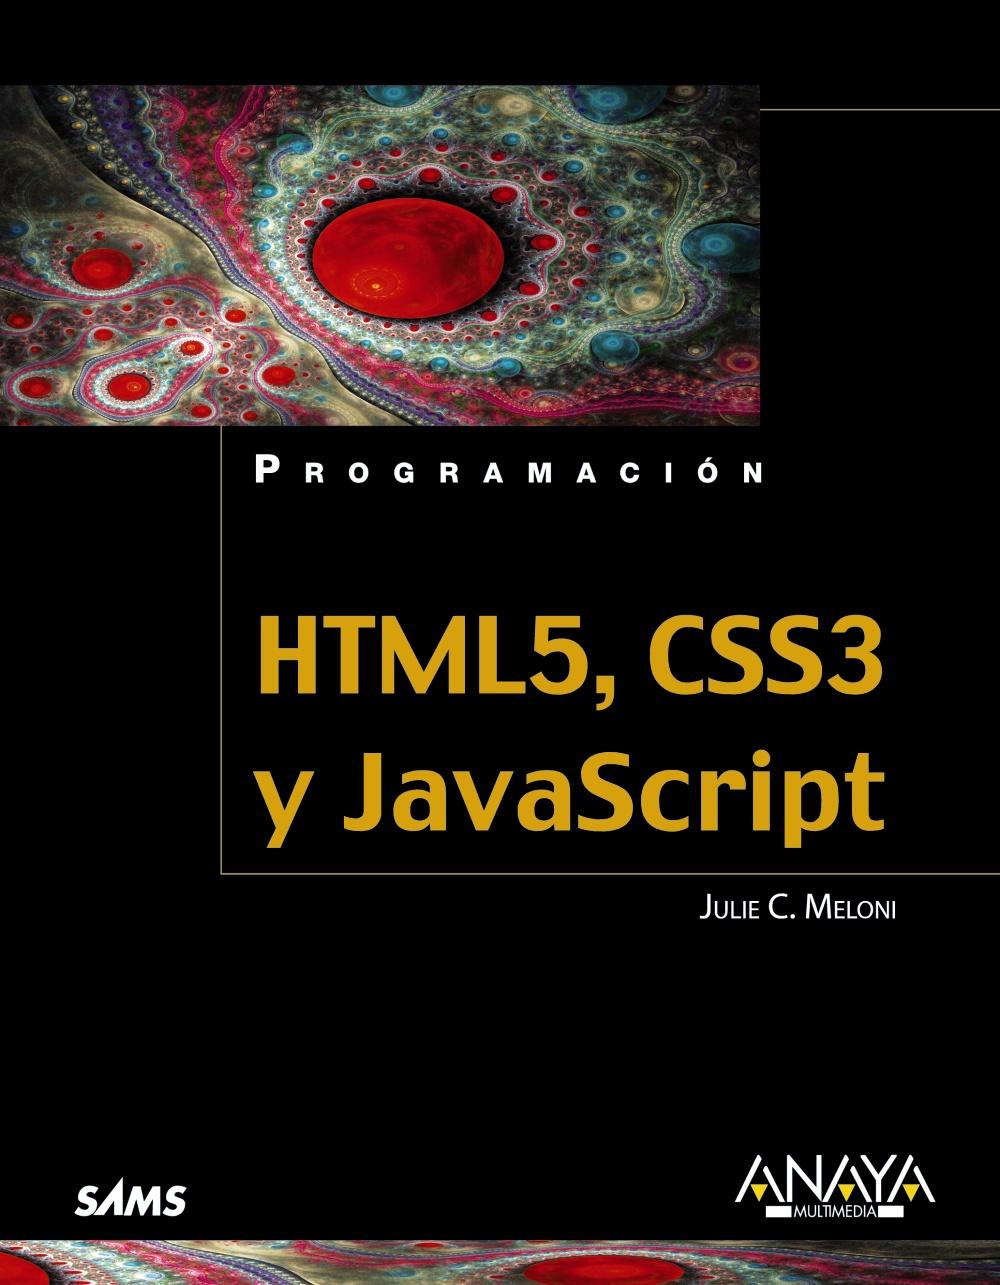 PROGRAMACIÓN
HTML5, CSS3
y JavaScript
JULIE C. MELONI
SAMS
ANAYA
MULTIMEDIA